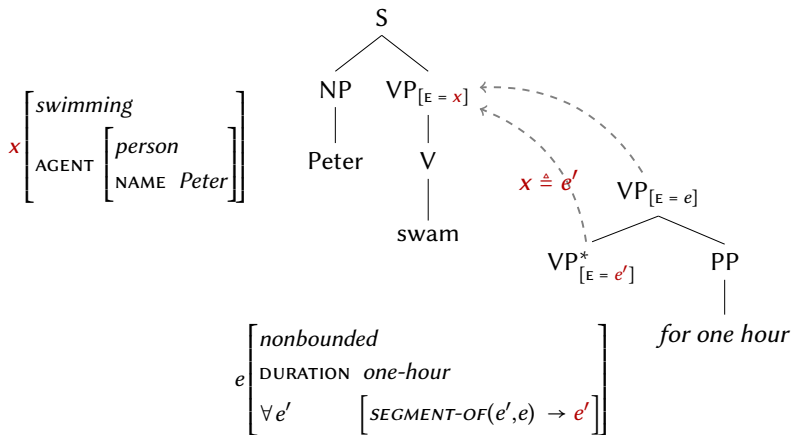 S
NP VP[E = x]
Peter V
swam
x [swimming
AGENT [person
NAME Peter]]
x ≜ e′
VP[E = e]
VP*[E = e′] PP
for one hour
e [nonbounded
DURATION one-hour
∀e′ [SEGMENT-OF(e′,e) → e′]]